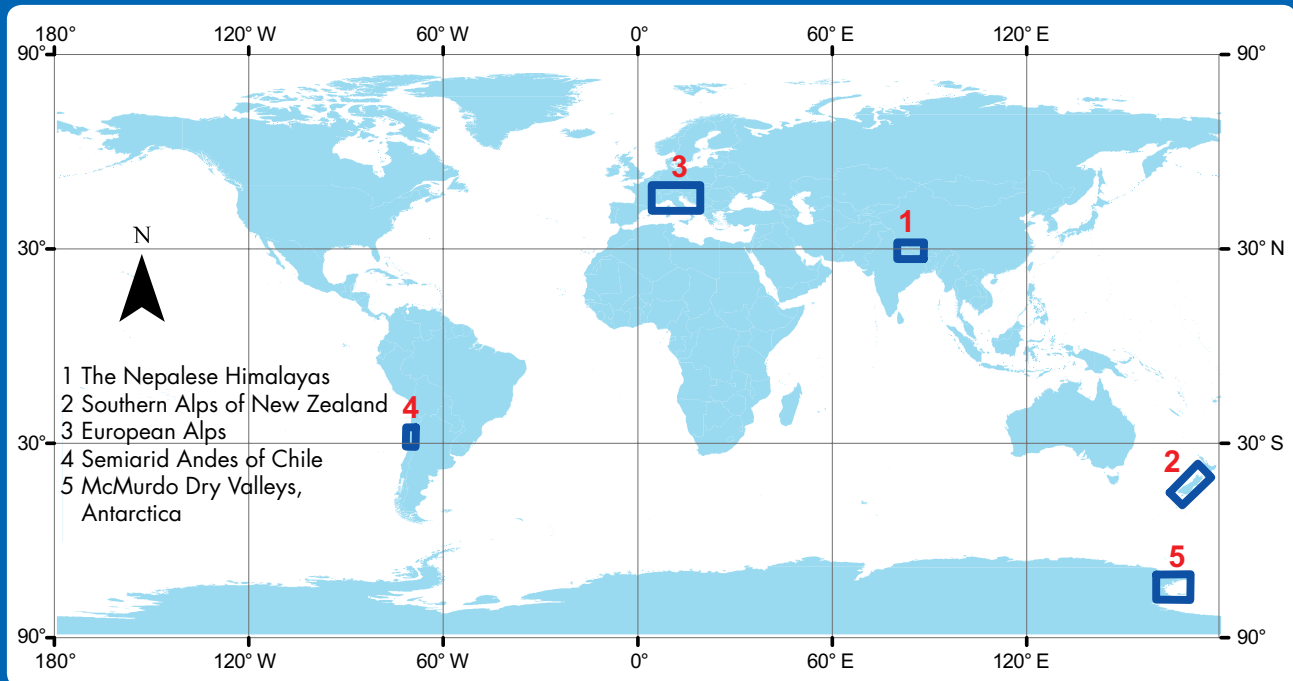 180° 120° W 60° W 0° 60° E 120° E
90° 90°
3
1
N
30° 30° N
1 The Nepalese Himalayas
2 Southern Alps of New Zealand
4
3 European Alps
30° 30° S
4 Semiarid Andes of Chile
2
5 McMurdo Dry Valleys,
Antarctica
5
90° 90°
180° 120° W 60° W 0° 60° E 120° E